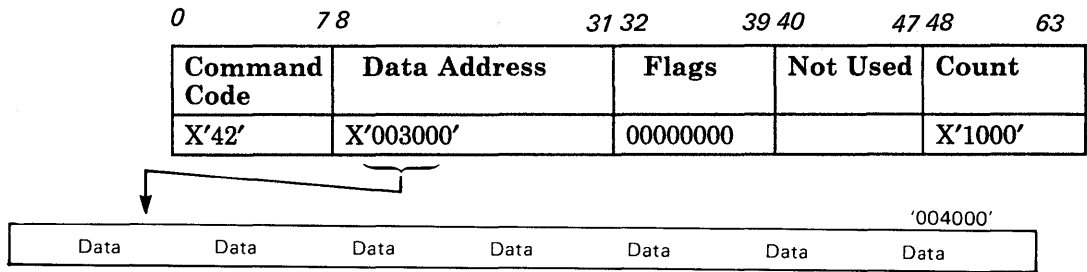 0 7 8 31 32 39 40 47 48 63
Command Code Data Address Flags Not Used Count
X'42' X'003000' 00000000 X'1000'
'004000'
Data Data Data Data Data Data Data